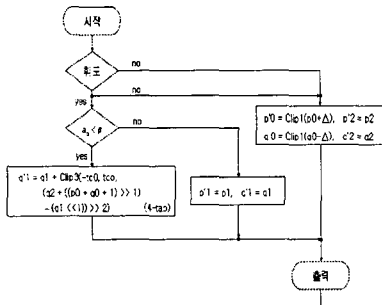 시작
휘도
no
no
yes
p'0 = Clip1(p0+Δ), p'2 = p2
q'0 = Clip1(q0-Δ), q'2 = q2
no
yes
q'1 = q1 + Clip3(-tc0, tc0,
(q2 + ((p0 + q0 + 1) >> 1)
-(q1 << 1)) >> 2) (4-tap)
p'1 = p1, q'1 = q1
출력